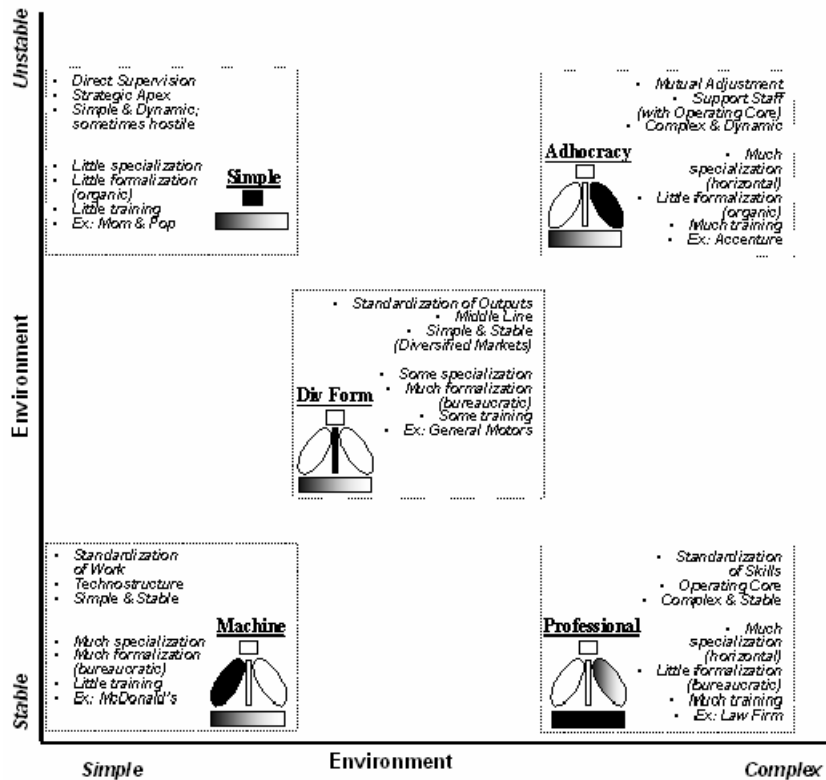 Unstable
• Direct Supervision
• Strategic Apex
• Simple & Dynamic;
sometimes hostile
• Little specialization
• Little formalization
(organic)
• Little training
• Ex: Mom & Pop
Simple
• Mutual Adjustment
• Support Staff
(with Operating Core)
• Complex & Dynamic
Adhocracy
• Much
specialization
(horizontal)
• Little formalization
(organic)
• Much training
• Ex: Accenture
Environment
• Standardization of Outputs
• Middle Line
• Simple & Stable
(Diversified Markets)
• Some specialization
• Much formalization
(bureaucratic)
• Some training
• Ex: General Motors
Div Form
• Standardization
of Work
• Technostructure
• Simple & Stable
• Much specialization
• Much formalization
(bureaucratic)
• Little training
• Ex: McDonald's
Machine
• Standardization
of Skills
• Operating Core
• Complex & Stable
Professional
• Much
specialization
(horizontal)
• Little formalization
(bureaucratic)
• Much training
• Ex: Law Firm
Stable
Simple
Environment
Complex